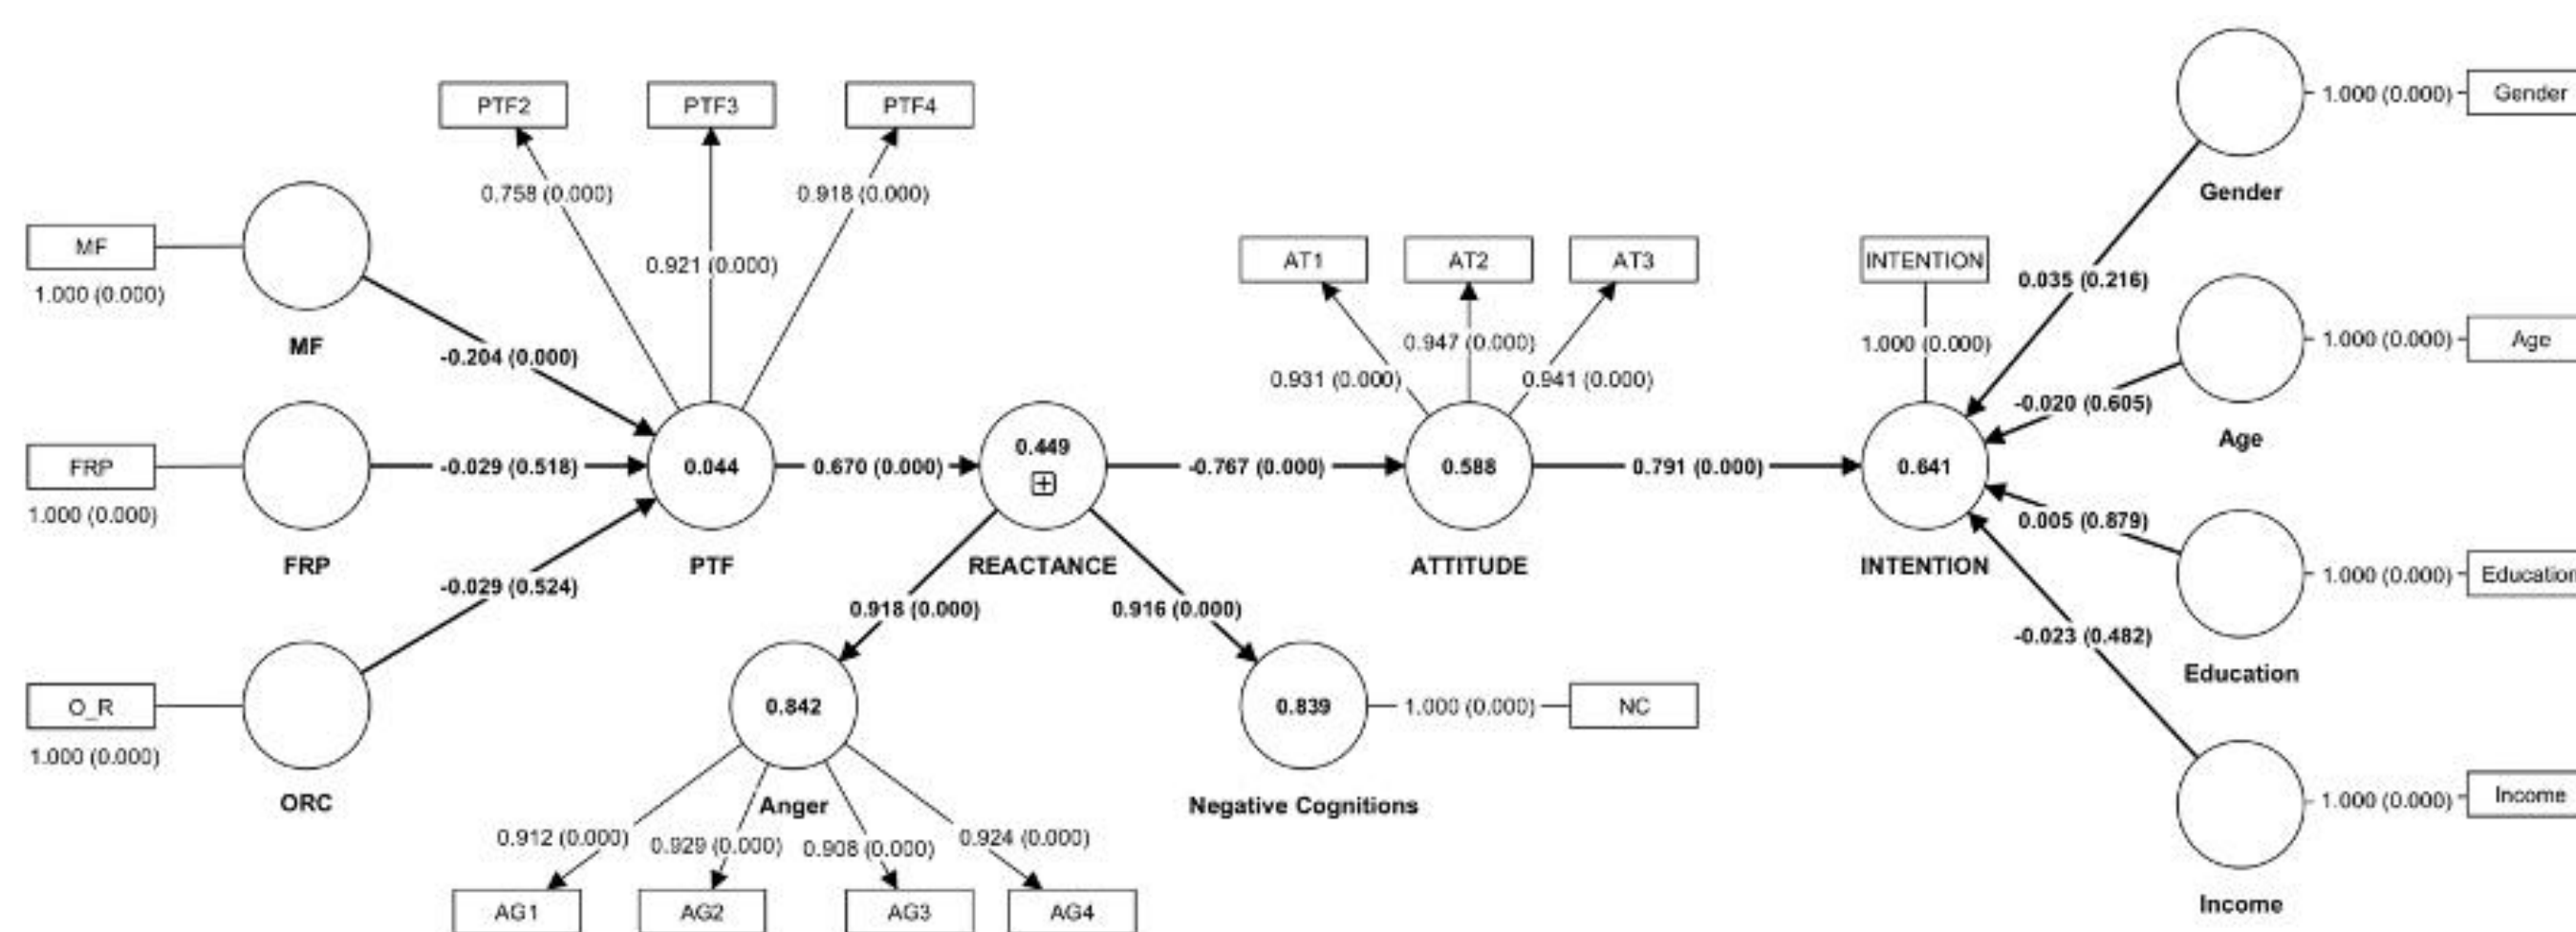 Gender
1.000 (0.000)
Gender
PTF2
PTF3
PTF4
0.758 (0.000)
0.918 (0.000)
0.921 (0.000)
MF
1.000 (0.000)
MF
-0.204 (0.000)
AT1
AT2
AT3
0.931 (0.000)
0.947 (0.000)
0.941 (0.000)
INTENTION
1.000 (0.000)
0.035 (0.216)
1.000 (0.000)
Age
-0.020 (0.605)
Age
FRP
1.000 (0.000)
FRP
-0.029 (0.518)
0.044
PTF
0.670 (0.000)
0.449
REACTANCE
-0.767 (0.000)
0.588
ATTITUDE
0.791 (0.000)
0.641
INTENTION
0.005 (0.879)
1.000 (0.000)
Education
Education
-0.029 (0.524)
0.918 (0.000)
0.916 (0.000)
-0.023 (0.482)
O_R
1.000 (0.000)
ORC
0.842
Anger
0.839
Negative Cognitions
1.000 (0.000)
NC
1.000 (0.000)
Income
Income
0.912 (0.000)
0.929 (0.000)
0.908 (0.000)
0.924 (0.000)
AG1
AG2
AG3
AG4